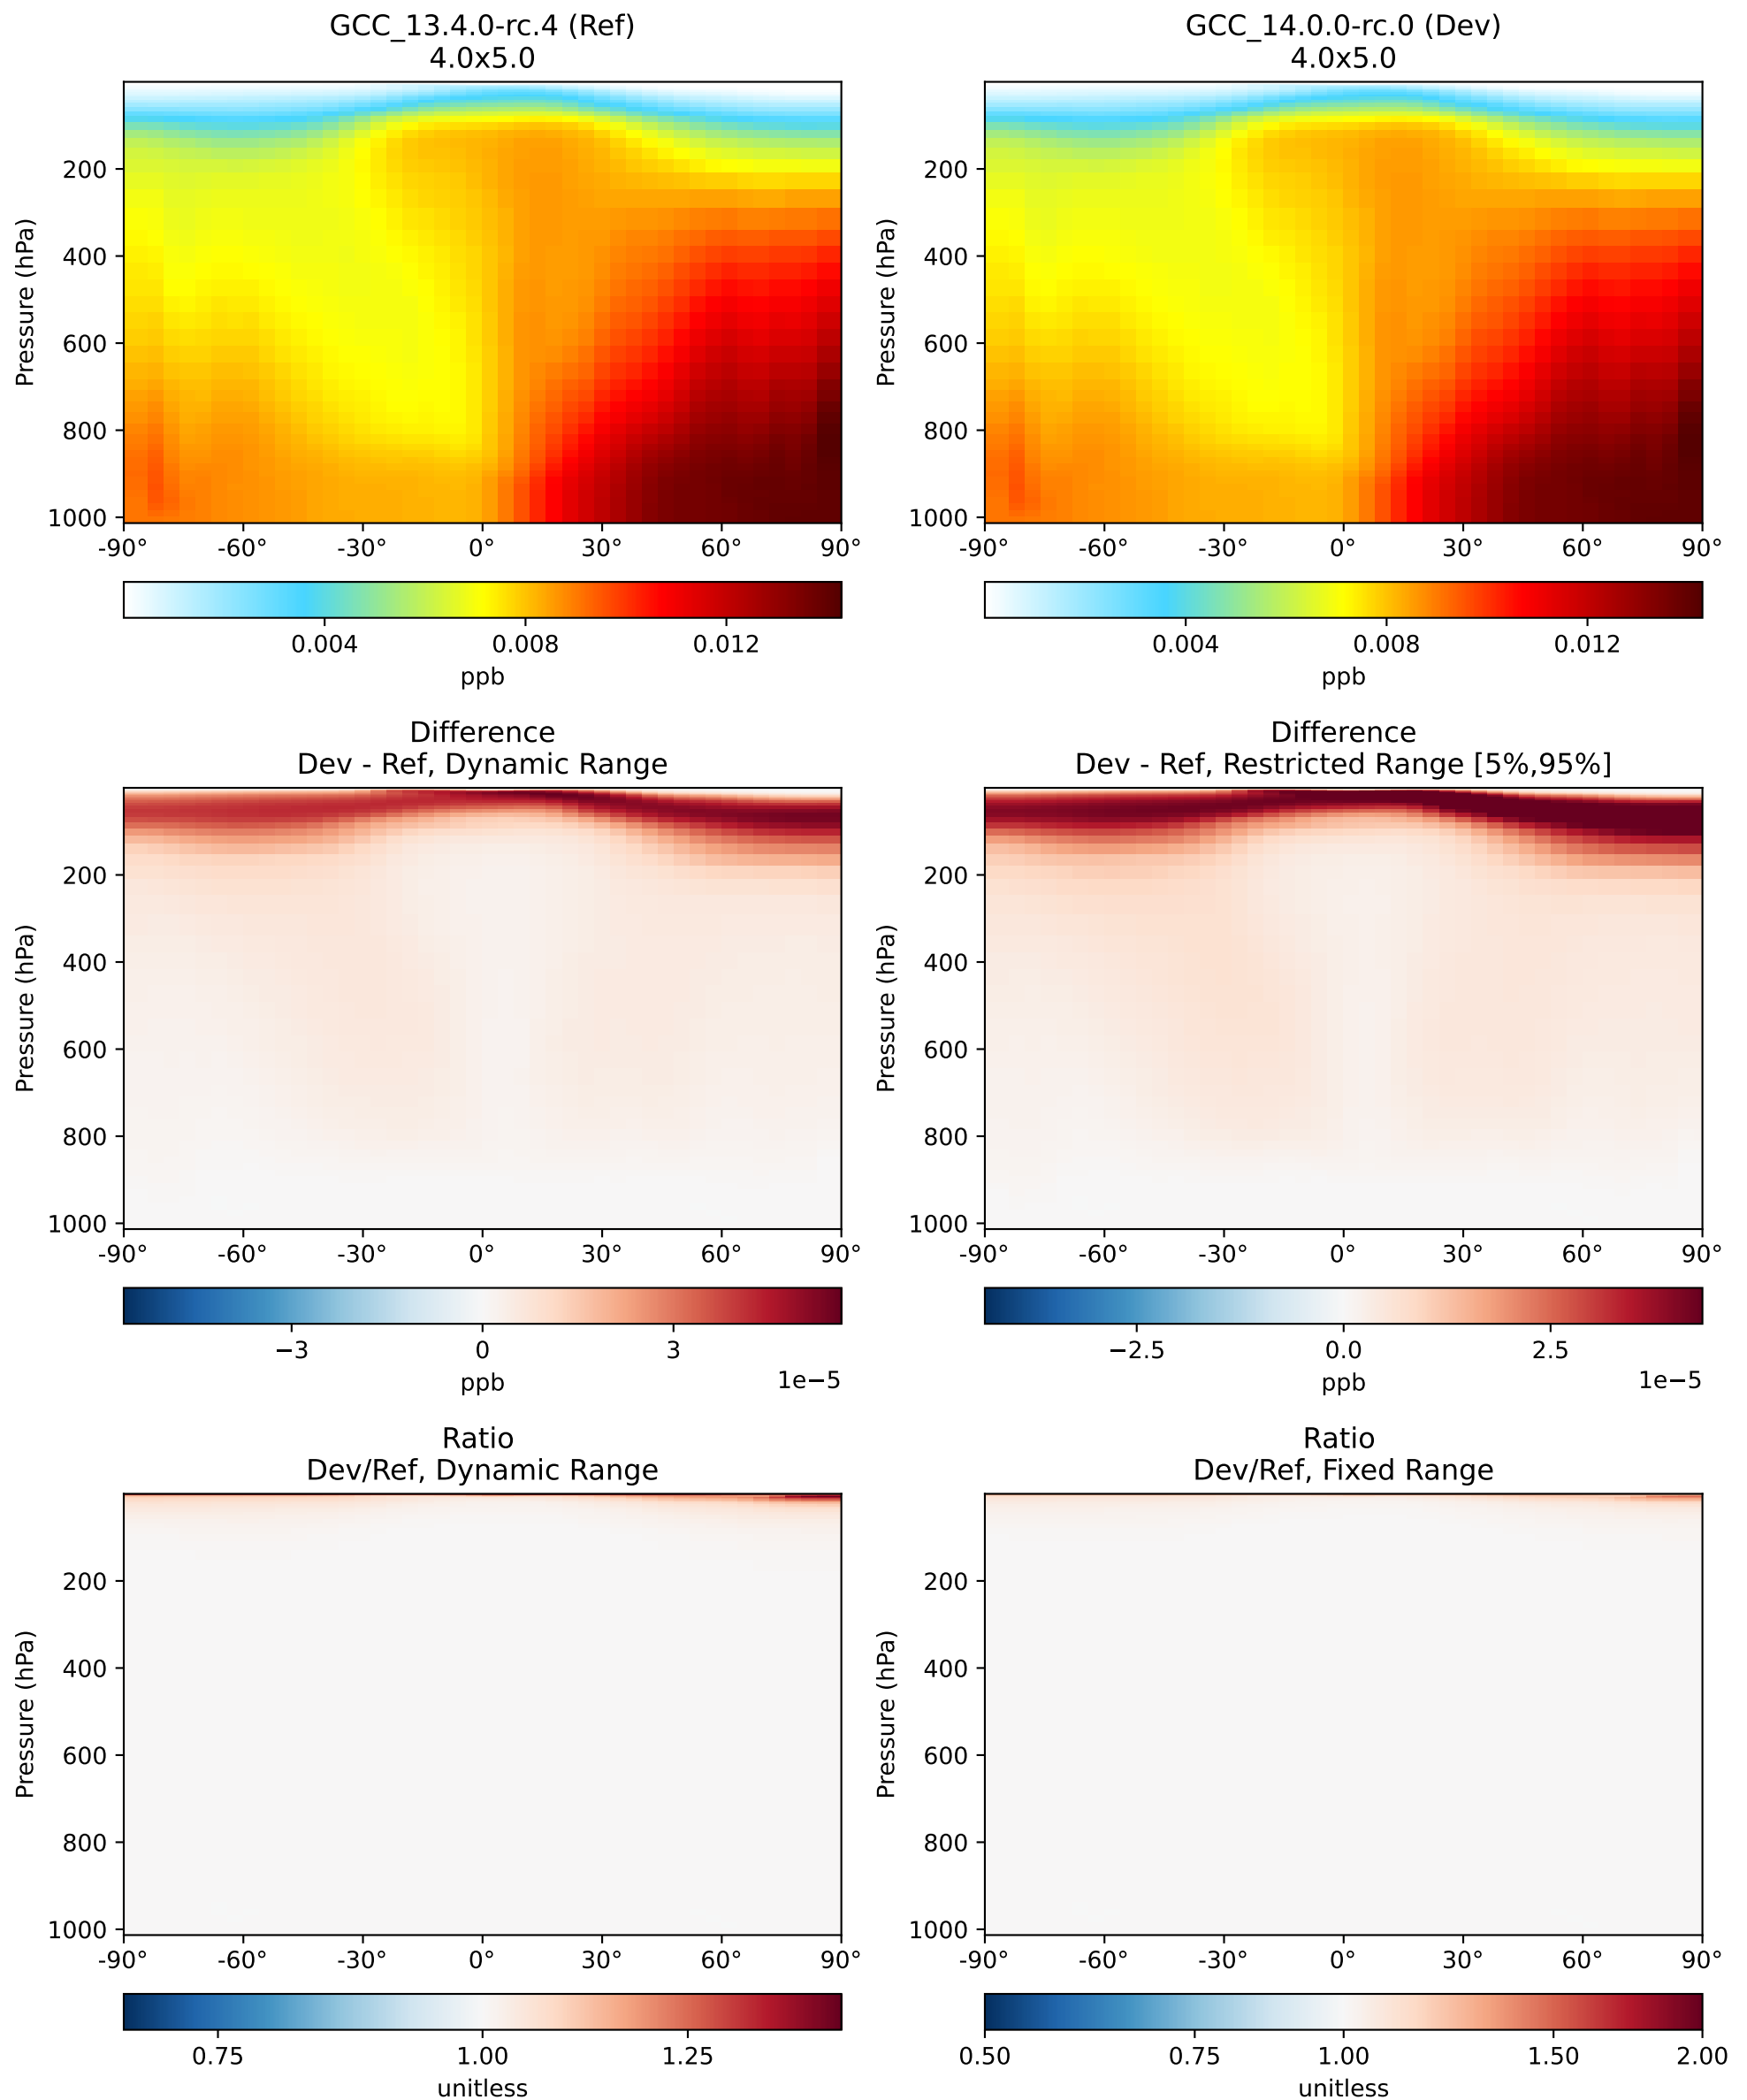 GCC_13.4.0-rc.4 (Ref)
4.0x5.0
Pressure (hPa)
200
400
600
800
1000
-90° -60° -30° 0° 30° 60° 90°
0.004 0.008 0.012
ppb
GCC_14.0.0-rc.0 (Dev)
4.0x5.0
Pressure (hPa)
200
400
600
800
1000
-90° -60° -30° 0° 30° 60° 90°
0.004 0.008 0.012
ppb
Difference
Dev - Ref, Dynamic Range
Pressure (hPa)
200
400
600
800
1000
-90° -60° -30° 0° 30° 60° 90°
−3 0 3
ppb
1e−5
Difference
Dev - Ref, Restricted Range [5%,95%]
Pressure (hPa)
200
400
600
800
1000
-90° -60° -30° 0° 30° 60° 90°
−2.5 0.0 2.5
ppb
1e−5
Ratio
Dev/Ref, Dynamic Range
Pressure (hPa)
200
400
600
800
1000
-90° -60° -30° 0° 30° 60° 90°
0.75 1.00 1.25
unitless
Ratio
Dev/Ref, Fixed Range
Pressure (hPa)
200
400
600
800
1000
-90° -60° -30° 0° 30° 60° 90°
0.50 0.75 1.00 1.50 2.00
unitless